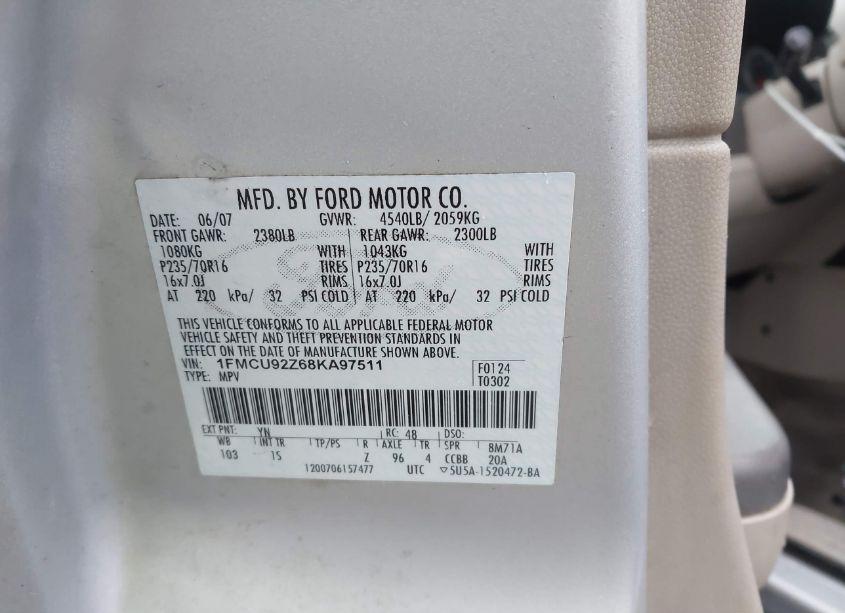 MFD. BY FORD MOTOR CO.
DATE: 06/07 GVWR: 4540LB/ 2059KG
FRONT GAWR: 2380LB REAR GAWR: 2300LB
1080KG WITH 1043KG WITH
P235/70R16 TIRES P235/70R16 TIRES
16x7.0J RIMS 16x7.0J RIMS
AT 220 kPa/ 32 PSI COLD AT 220 kPa/ 32 PSI COLD
THIS VEHICLE CONFORMS TO ALL APPLICABLE FEDERAL MOTOR
VEHICLE SAFETY AND THEFT PREVENTION STANDARDS IN
EFFECT ON THE DATE OF MANUFACTURE SHOWN ABOVE.
VIN: 1FMCU92Z68KA97511 F0124
TYPE: MPV T0302
EXT PNT: YN RC: 48 DSO:
WB INT TR TP/PS R AXLE TR SPR 8M71A
103 15 Z 96 4 CCBB 20A
1200706157477 UTC ▽5U5A-1520472-BA